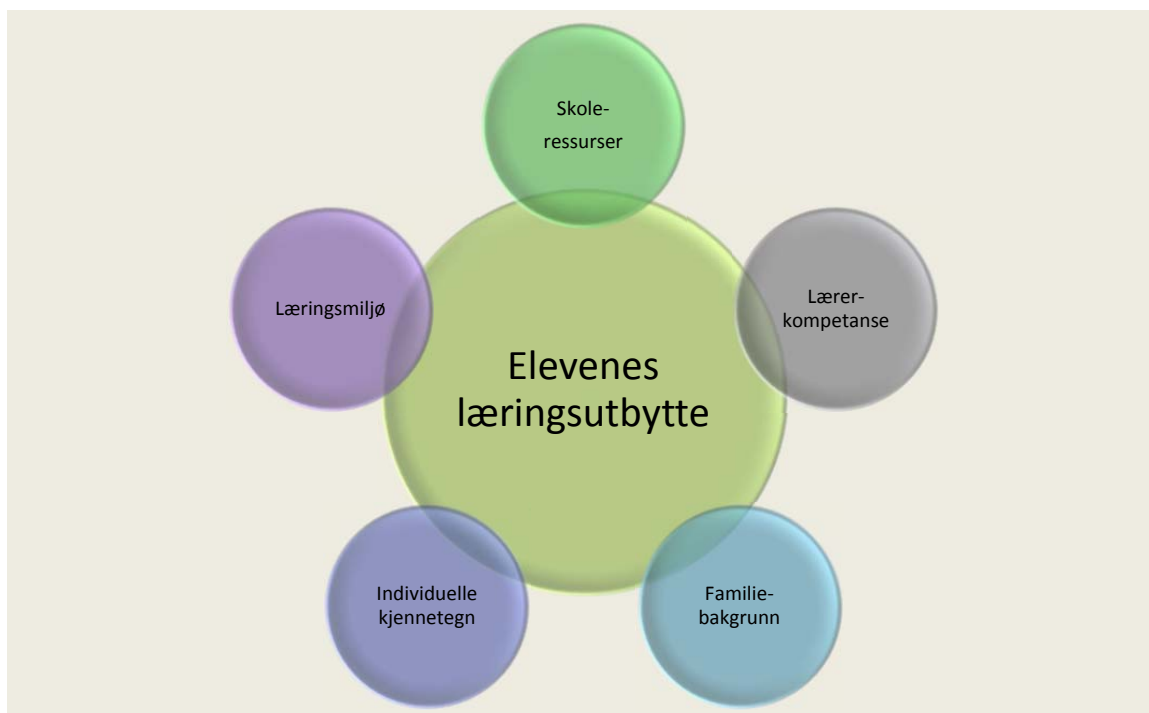 Skole-
ressurser
Læringsmiljø
Lærer-
kompetanse
Elevenes
læringsutbytte
Individuelle
kjennetegn
Familie-
bakgrunn